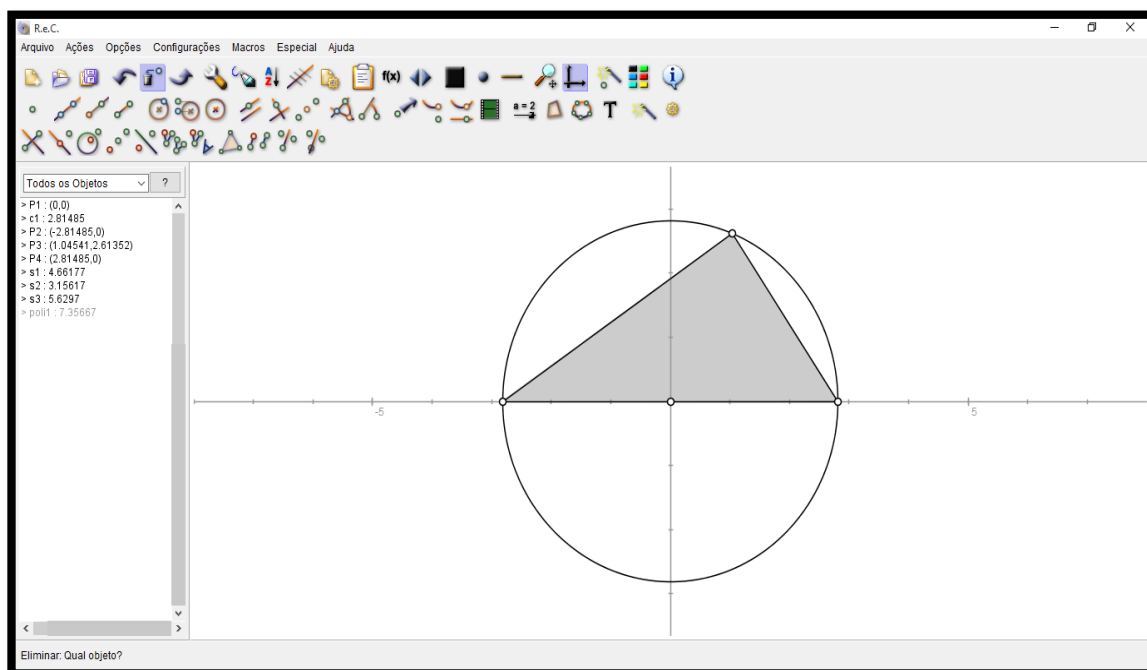 R.e.C.
Arquivo Ações Opções Configurações Macros Especial Ajuda
f(x)
a = 2
3
T
Todos os Objetos ?
> P1 : (0,0)
> c1 : 2.81485
> P2 : (-2.81485,0)
> P3 : (1.04541,2.61352)
> P4 : (2.81485,0)
> s1 : 4.66177
> s2 : 3.15617
> s3 : 5.6297
> poli1 : 7.35667
-5
5
Eliminar: Qual objeto?